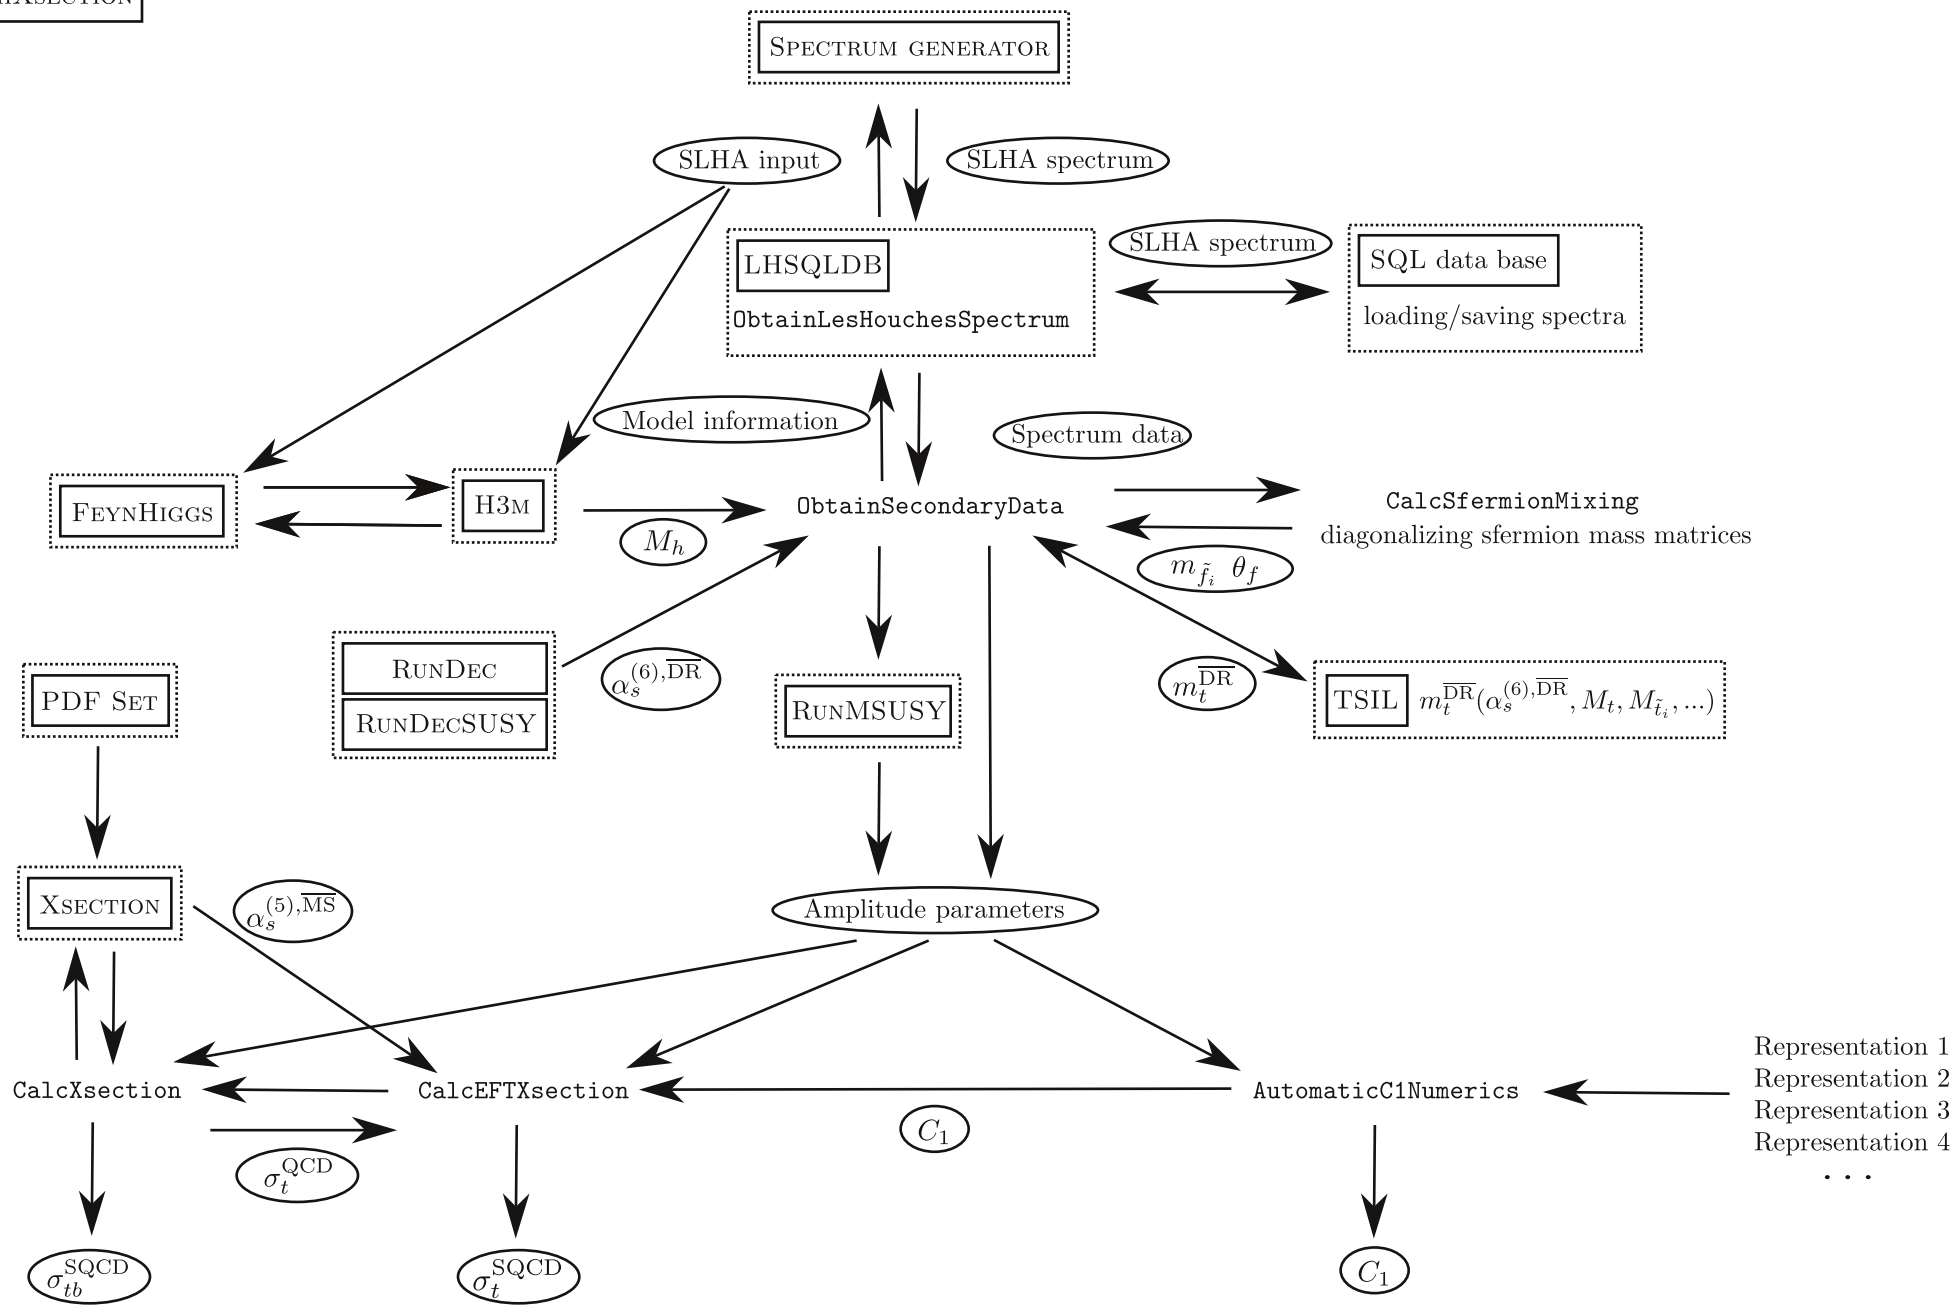 SPECTRUM GENERATOR
SLHA input
SLHA spectrum
LHSQLDB
ObtainLesHouchesSpectrum
SLHA spectrum
SQL data base
loading/saving spectra
Model information
Spectrum data
FEYNHIGGS
H3M
M_h
ObtainSecondaryData
CalcSfermionMixing
diagonalizing sfermion mass matrices
m_{\tilde{f}_i} θ_f
RUNDEC
RUNDECSUSY
α_s^{(6),\overline{DR}}
RUNMSUSY
m_t^{\overline{DR}}
TSIL m_t^{\overline{DR}}(α_s^{(6),\overline{DR}}, M_t, M_{\tilde{t}_i}, ...)
PDF SET
XSECTION
α_s^{(5),\overline{MS}}
Amplitude parameters
CalcXsection
CalcEFTXsection
AutomaticC1Numerics
Representation 1
Representation 2
Representation 3
Representation 4
. . .
σ_t^{QCD}
C_1
σ_{tb}^{SQCD}
σ_t^{SQCD}
C_1